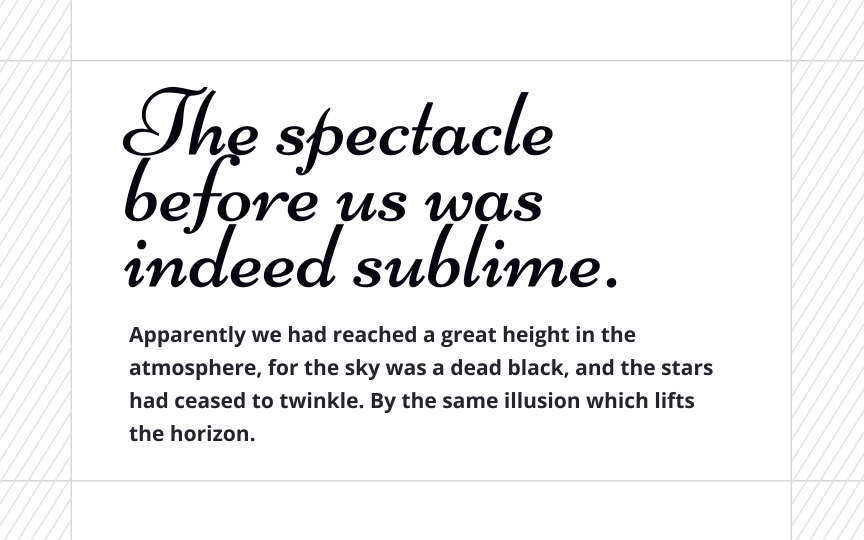 The spectacle
before us was
indeed sublime.
Apparently we had reached a great height in the
atmosphere, for the sky was a dead black, and the stars
had ceased to twinkle. By the same illusion which lifts
the horizon.